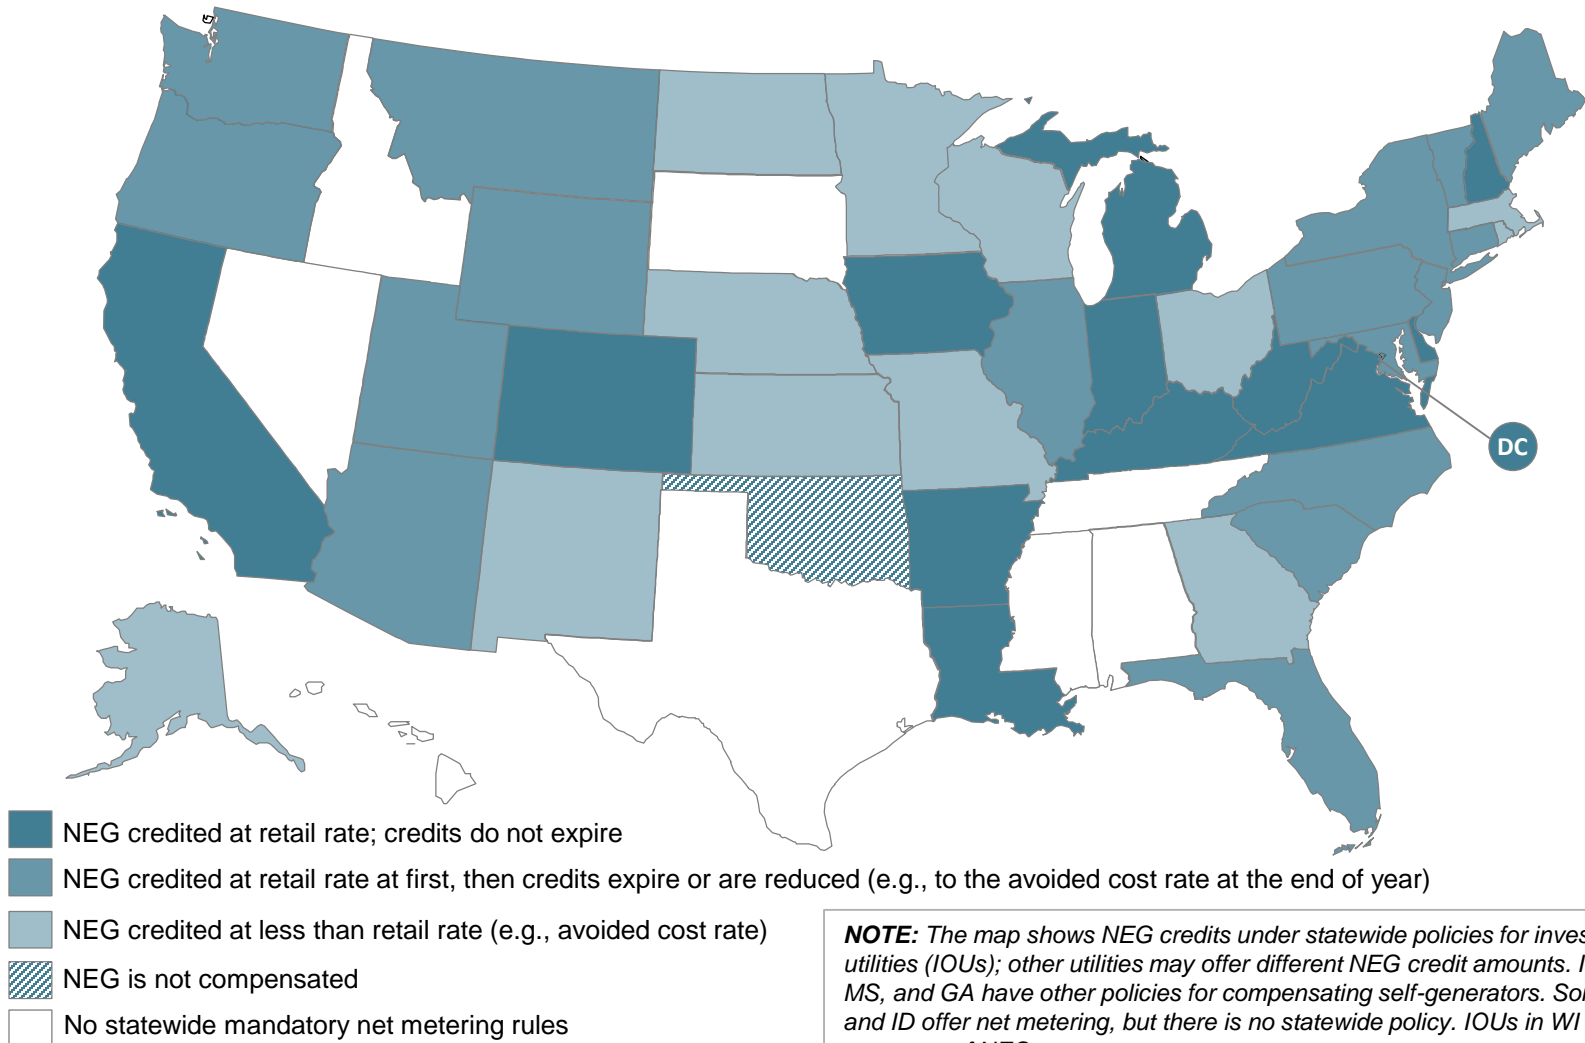 DC
NEG credited at retail rate; credits do not expire
NEG credited at retail rate at first, then credits expire or are reduced (e.g., to the avoided cost rate at the end of year)
NEG credited at less than retail rate (e.g., avoided cost rate)
NEG is not compensated
No statewide mandatory net metering rules
NOTE: The map shows NEG credits under statewide policies for
utilities (IOUs); other utilities may offer different NEG credit amounts.
MS, and GA have other policies for compensating self-generators.
and ID offer net metering, but there is no statewide policy. IOUs in WI